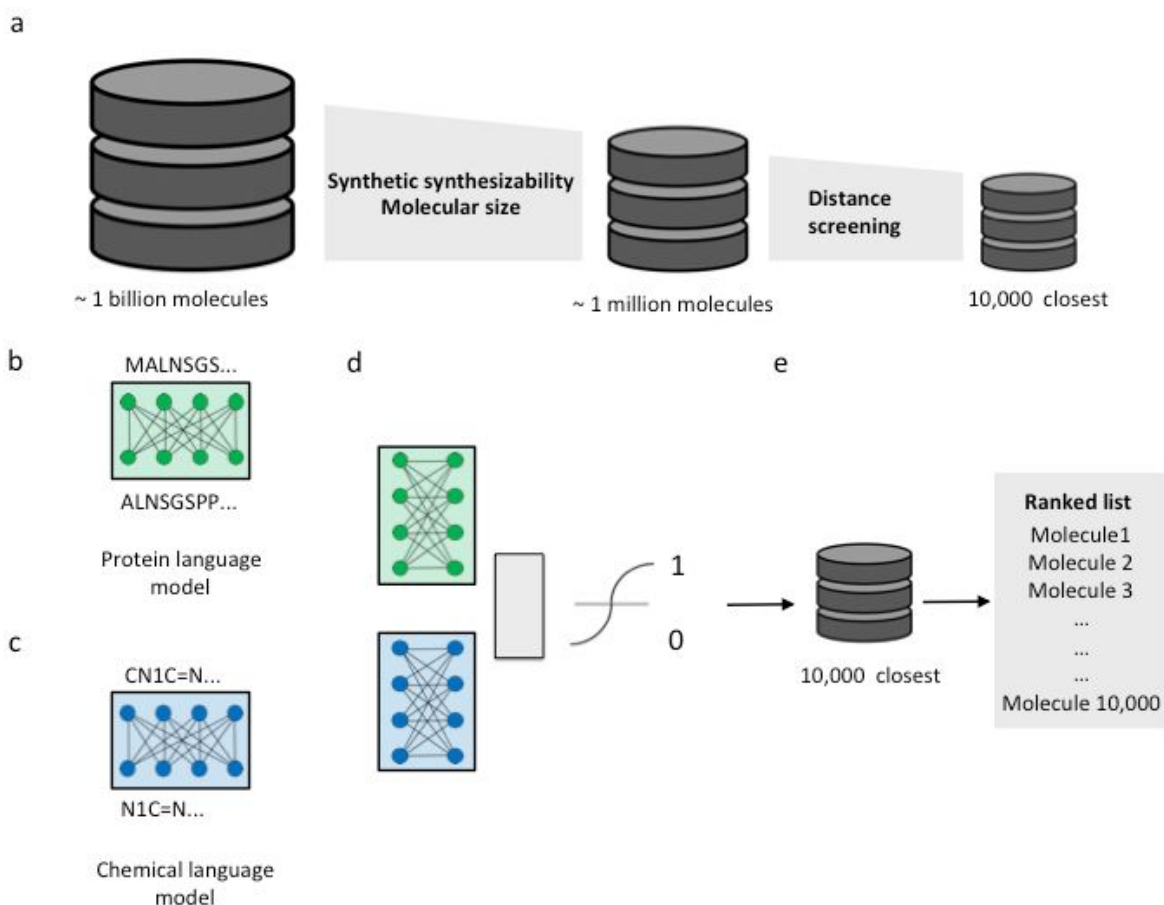 a
Synthetic synthesizability
Molecular size
Distance
screening
~ 1 billion molecules
~ 1 million molecules
10,000 closest
b
MALNSGS...
ALNSGSPP...
Protein language
model
c
CN1C=N...
N1C=N...
Chemical language
model
d
1
0
e
10,000 closest
Ranked list
Molecule1
Molecule 2
Molecule 3
...
...
...
Molecule 10,000